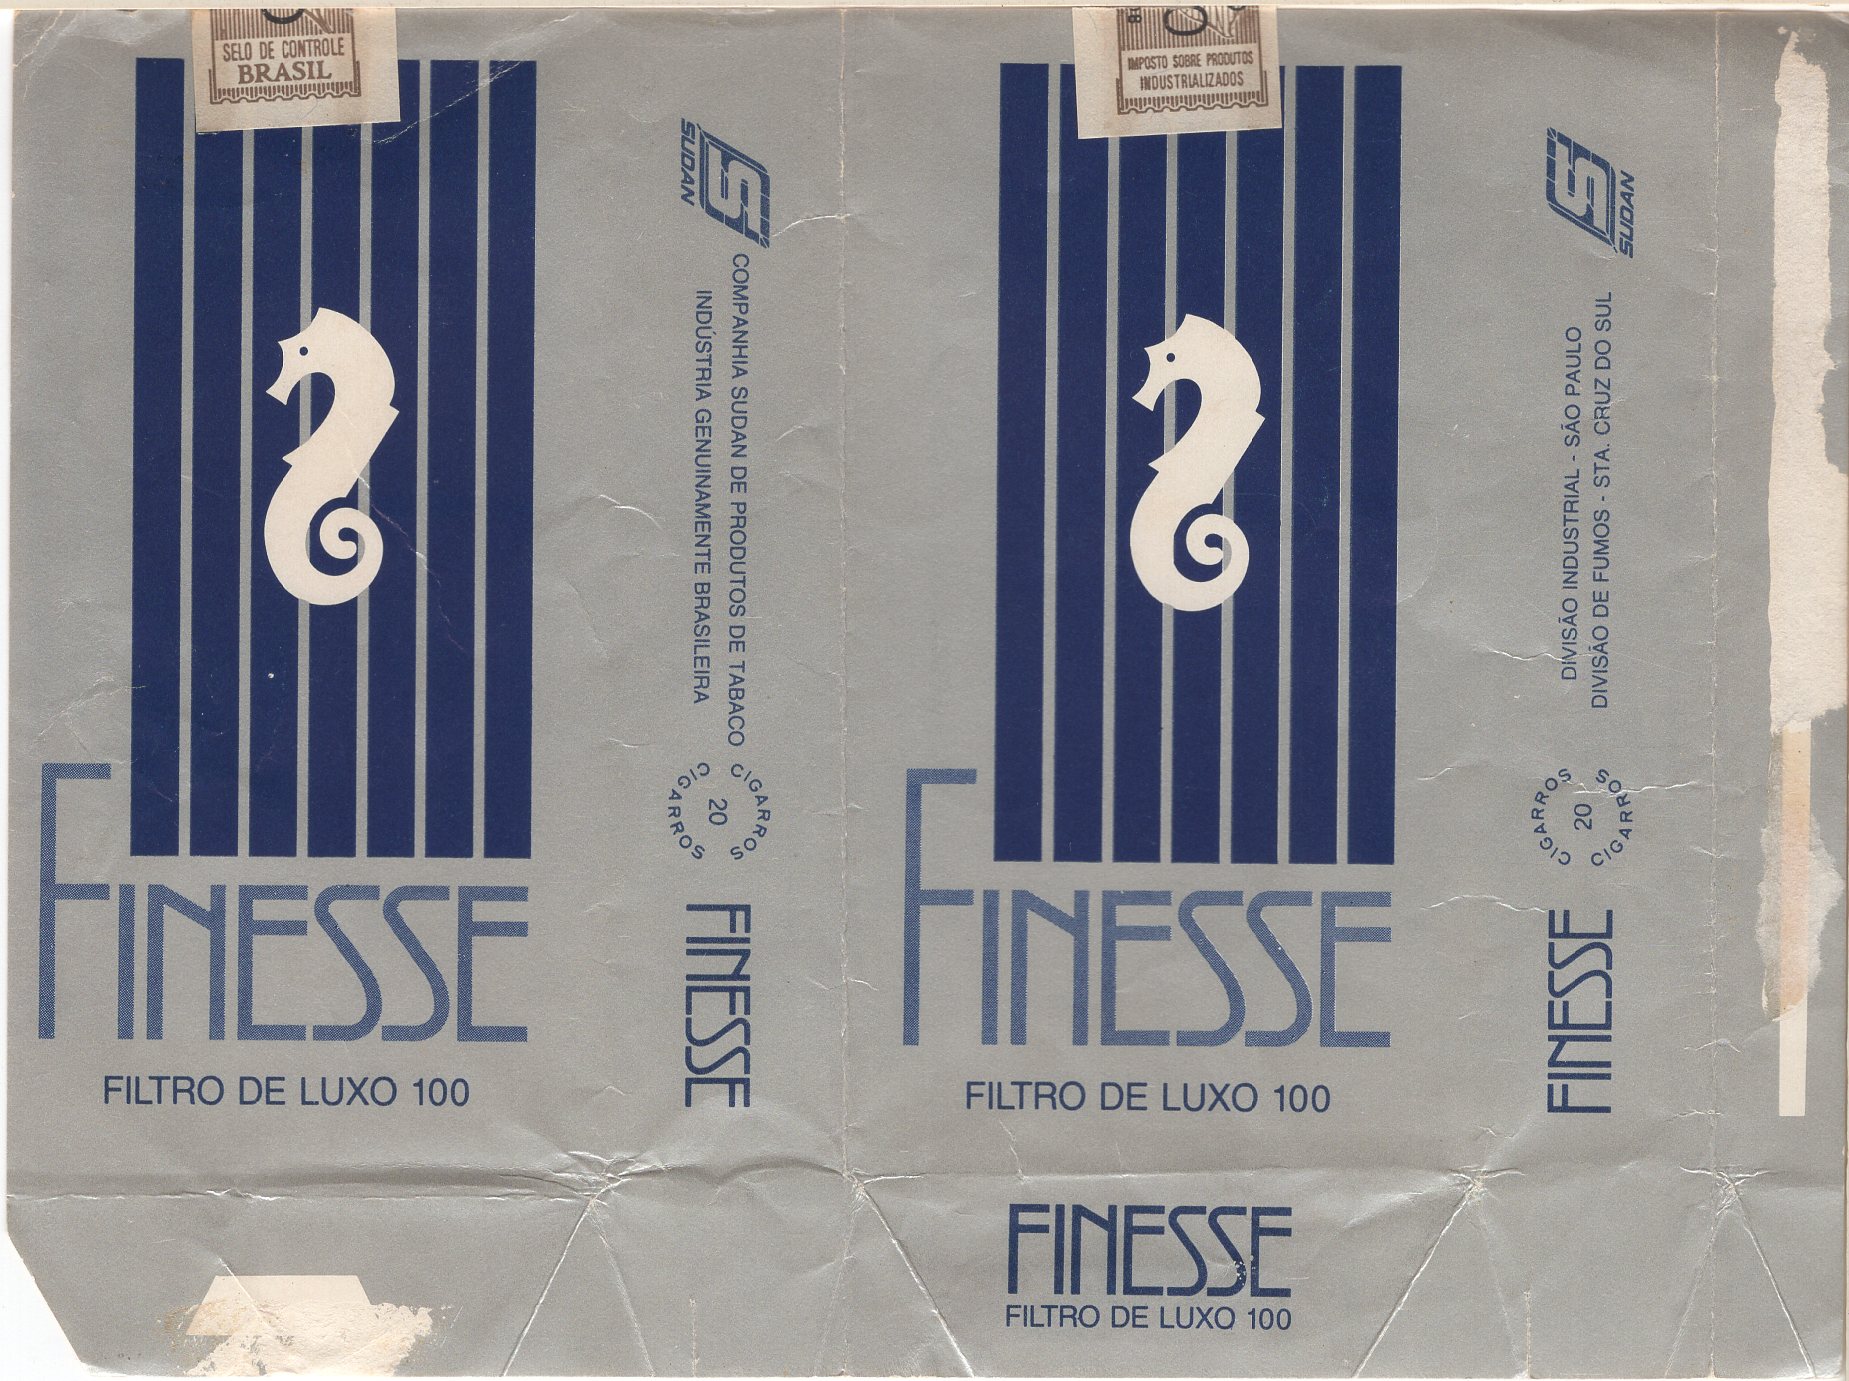 SELO DE CONTROLE
BRASIL
FINESSE
FILTRO DE LUXO 100
SUDAN
COMPANHIA SUDAN DE PRODUTOS DE TABACO
INDÚSTRIA GENUINAMENTE BRASILEIRA
CIGARROS
20
CIGARROS
FINESSE
IMPOSTO SOBRE PRODUTOS
INDUSTRIALIZADOS
FINESSE
FILTRO DE LUXO 100
FINESSE
FILTRO DE LUXO 100
SUDAN
DIVISÃO INDUSTRIAL - SÃO PAULO
DIVISÃO DE FUMOS - STA. CRUZ DO SUL
CIGARROS
20
CIGARROS
FINESSE